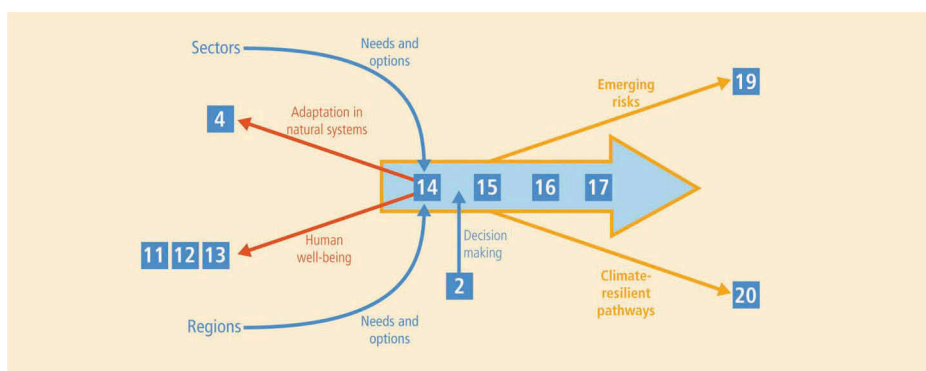 Sectors
Needs and
options
Emerging
risks
19
4
Adaptation in
natural systems
14
15
16
17
11
12
13
Human
well-being
Decision
making
2
Climate-
resilient
pathways
20
Regions
Needs and
options